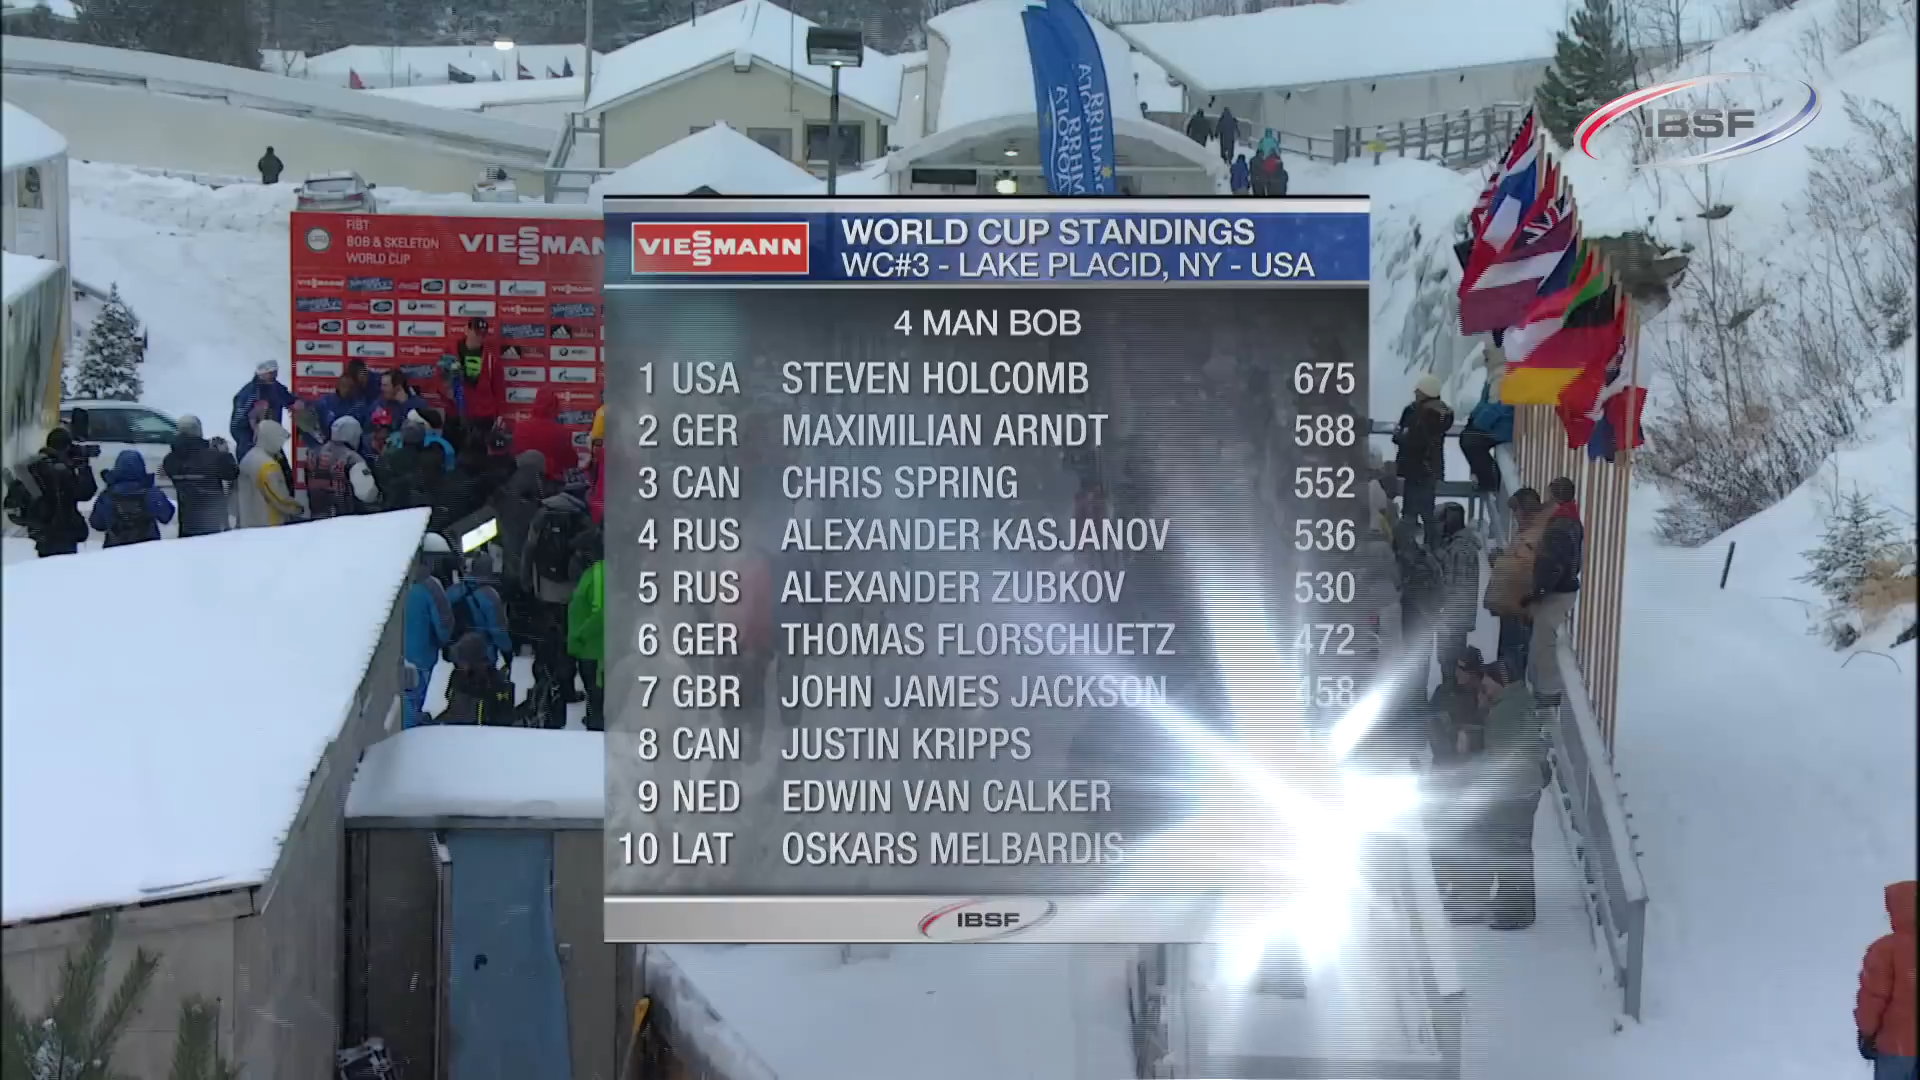 IBSF
FIBT
BOB & SKELETON
WORLD CUP
VIESSMANN
VIESSMANN
WORLD CUP STANDINGS
WC#3 - LAKE PLACID, NY - USA
4 MAN BOB
1 USA STEVEN HOLCOMB 675
2 GER MAXIMILIAN ARNDT 588
3 CAN CHRIS SPRING 552
4 RUS ALEXANDER KASJANOV 536
5 RUS ALEXANDER ZUBKOV 530
6 GER THOMAS FLORSCHUETZ 472
7 GBR JOHN JAMES JACKSON 458
8 CAN JUSTIN KRIPPS
9 NED EDWIN VAN CALKER
10 LAT OSKARS MELBARDIS
IBSF